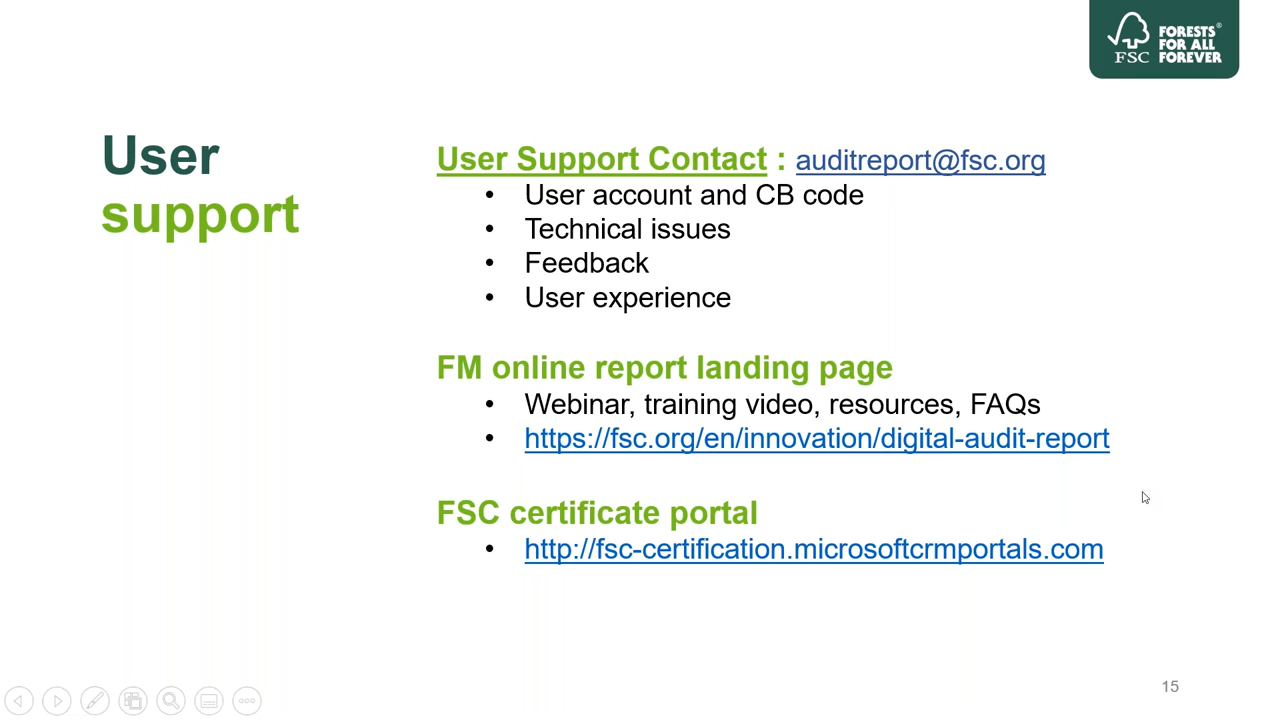 FSC
FORESTS®
FOR ALL
FOREVER
User
support
User Support Contact : auditreport@fsc.org
• User account and CB code
• Technical issues
• Feedback
• User experience
FM online report landing page
• Webinar, training video, resources, FAQs
• https://fsc.org/en/innovation/digital-audit-report
FSC certificate portal
• http://fsc-certification.microsoftcrmportals.com
15